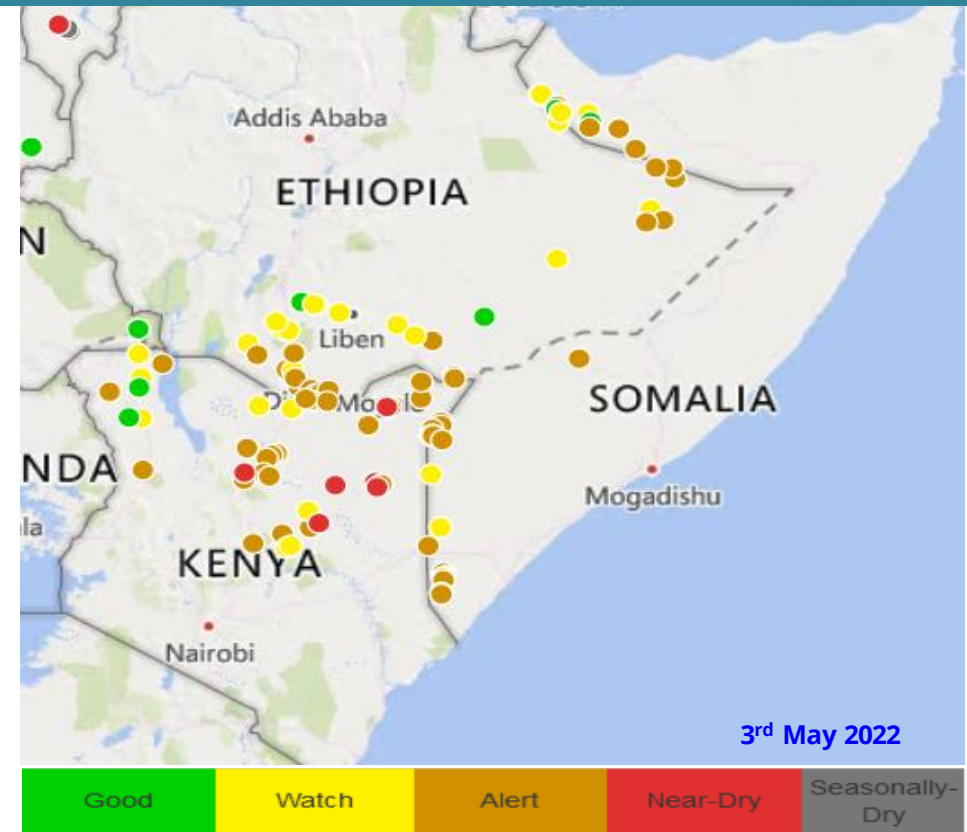 Addis Ababa
ETHIOPIA
N
Liben
SOMALIA
NDA
Mogadishu
la
KENYA
Nairobi
3rd May 2022
Good
Watch
Alert
Near-Dry
Seasonally-
Dry